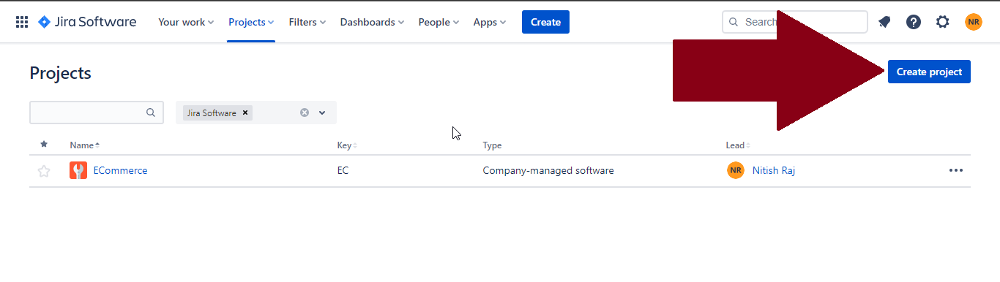 Jira Software Your work Projects Filters Dashboards People Apps Create Search NR
Projects Create project
Jira Software
Name Key Type Lead
ECommerce EC Company-managed software NR Nitish Raj